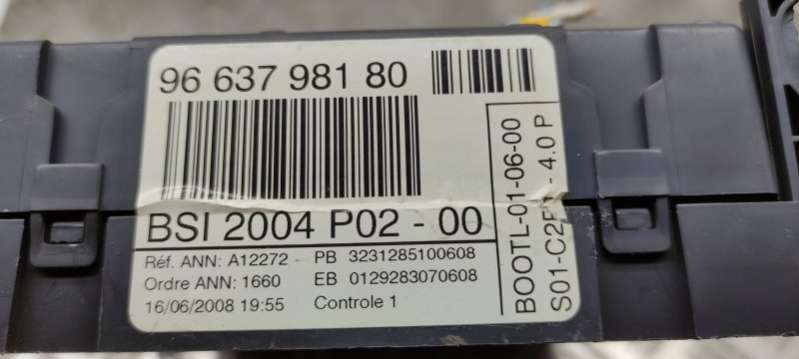 96 637 981 80
BSI 2004 P02 - 00
Réf. ANN: A12272 - PB 3231285100608
Ordre ANN: 1660 EB 0129283070608
16/06/2008 19:55 Controle 1
BOOTL-01-06-00
- 4.0 P